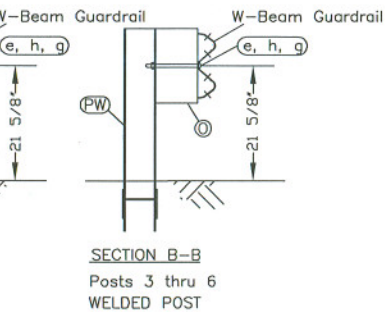 W-Beam Guardrail
W-Beam Guardrail
e, h, g
e, h, g
PW
O
21 5/8"
21 5/8"
SECTION B-B
Posts 3 thru 6
WELDED POST